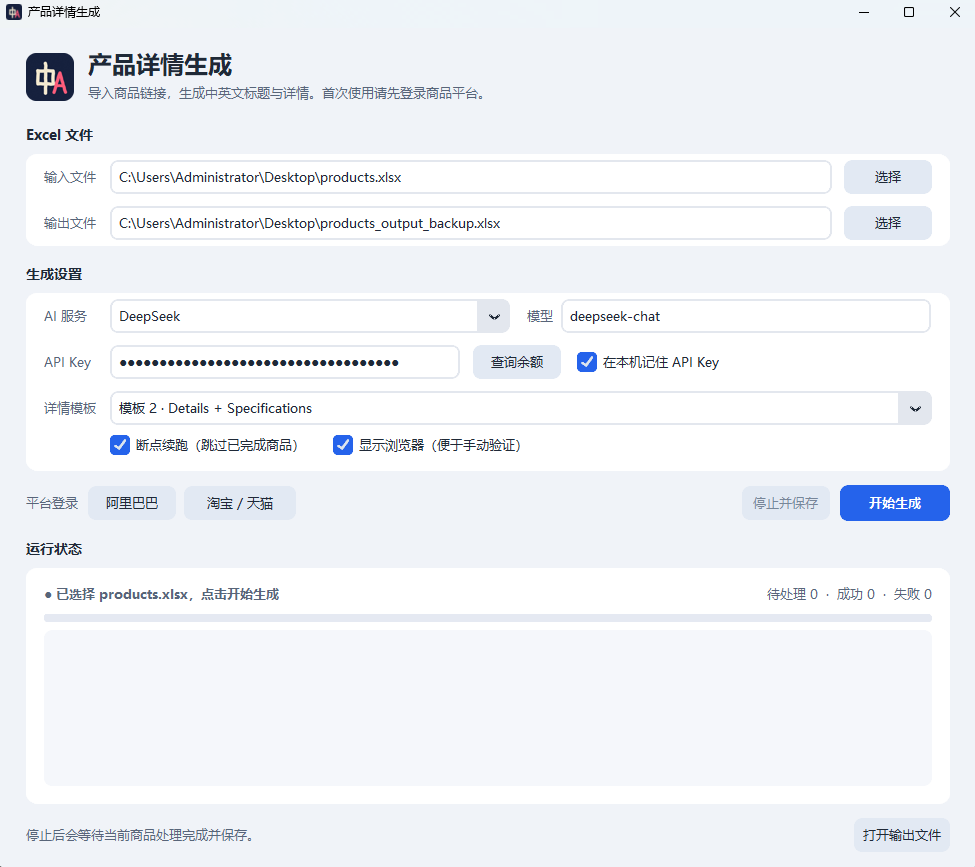 产品详情生成
中A
产品详情生成
导入商品链接，生成中英文标题与详情。首次使用请先登录商品平台。
Excel 文件
输入文件 C:\Users\Administrator\Desktop\products.xlsx 选择
输出文件 C:\Users\Administrator\Desktop\products_output_backup.xlsx 选择
生成设置
AI 服务 DeepSeek 模型 deepseek-chat
API Key ●●●●●●●●●●●●●●●●●●●●●●●●●●●●●●●●●●● 查询余额 在本机记住 API Key
详情模板 模板 2 · Details + Specifications
断点续跑（跳过已完成商品） 显示浏览器（便于手动验证）
平台登录 阿里巴巴 淘宝 / 天猫 停止并保存 开始生成
运行状态
● 已选择 products.xlsx，点击开始生成 待处理 0 · 成功 0 · 失败 0
停止后会等待当前商品处理完成并保存。 打开输出文件